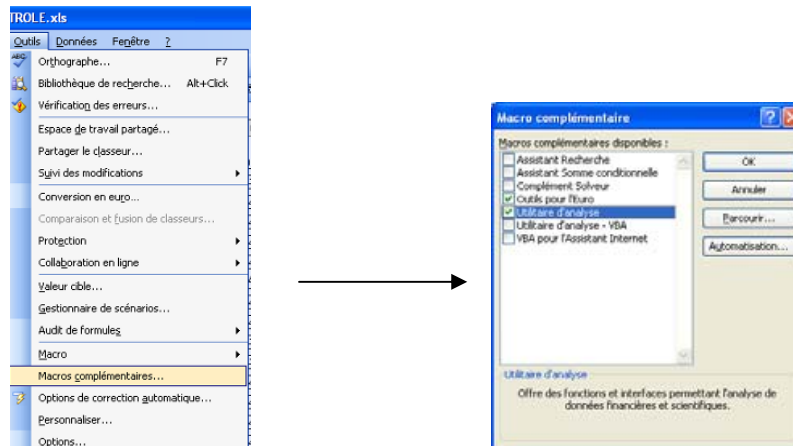 TROLE.xls
Outils Données Fenêtre ?
Orthographe... F7
Bibliothèque de recherche... Alt+Click
Vérification des erreurs...
Espace de travail partagé...
Partager le classeur...
Suivi des modifications
Conversion en euro...
Comparaison et fusion de classeurs...
Protection
Collaboration en ligne
Valeur cible...
Gestionnaire de scénarios...
Audit de formules
Macro
Macros complémentaires...
Options de correction automatique...
Personnaliser...
Options...
Macro complémentaire
Macros complémentaires disponibles :
Assistant Recherche
Assistant Somme conditionnelle
Complément Solveur
Outils pour l'Euro
Utilitaire d'analyse
Utilitaire d'analyse - VBA
VBA pour l'Assistant Internet
OK
Annuler
Parcourir...
Automatisation...
Utilitaire d'analyse
Offre des fonctions et interfaces permettant l'analyse de
données financières et scientifiques.